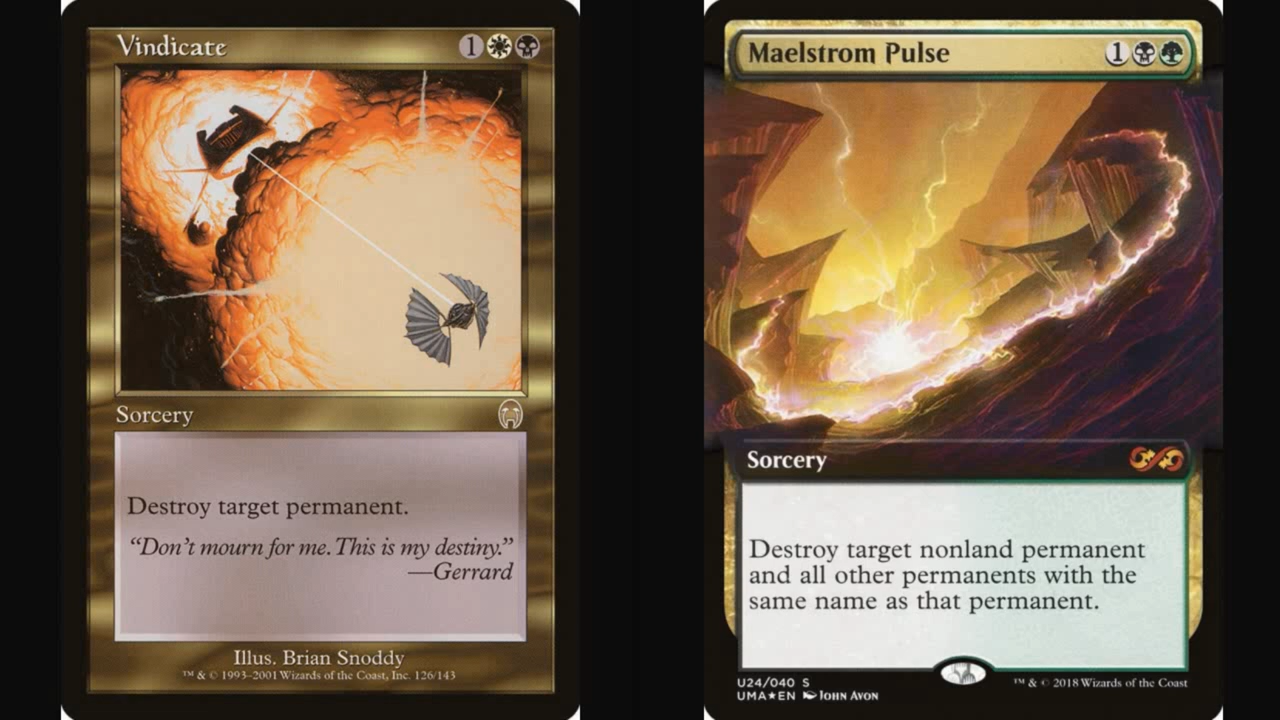 Vindicate 1
Sorcery
Destroy target permanent.
“Don’t mourn for me. This is my destiny.”
—Gerrard
Illus. Brian Snoddy
™ & © 1993–2001 Wizards of the Coast, Inc. 126/143
Maelstrom Pulse 1
Sorcery
Destroy target nonland permanent
and all other permanents with the
same name as that permanent.
U24/040 S
UMA★EN John Avon
™ & © 2018 Wizards of the Coast